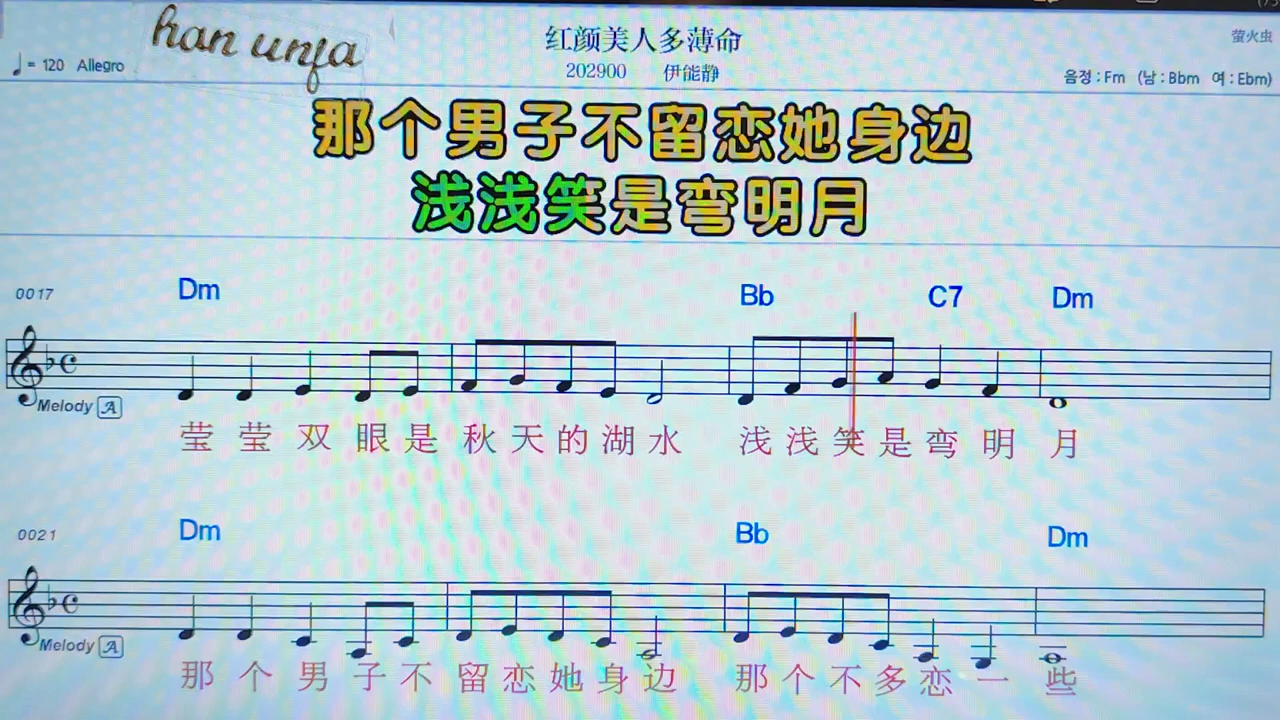 han unfa
红颜美人多薄命
萤火虫
♩= 120 Allegro
202900 伊能静
음정 : Fm (남 : Bbm 여 : Ebm)
那个男子不留恋她身边
浅浅笑是弯明月
0017 Dm Bb C7 Dm
Melody A
莹莹双眼是秋天的湖水 浅浅笑是弯明月
0021 Dm Bb Dm
Melody A
那个男子不留恋她身边 那个不多恋一些